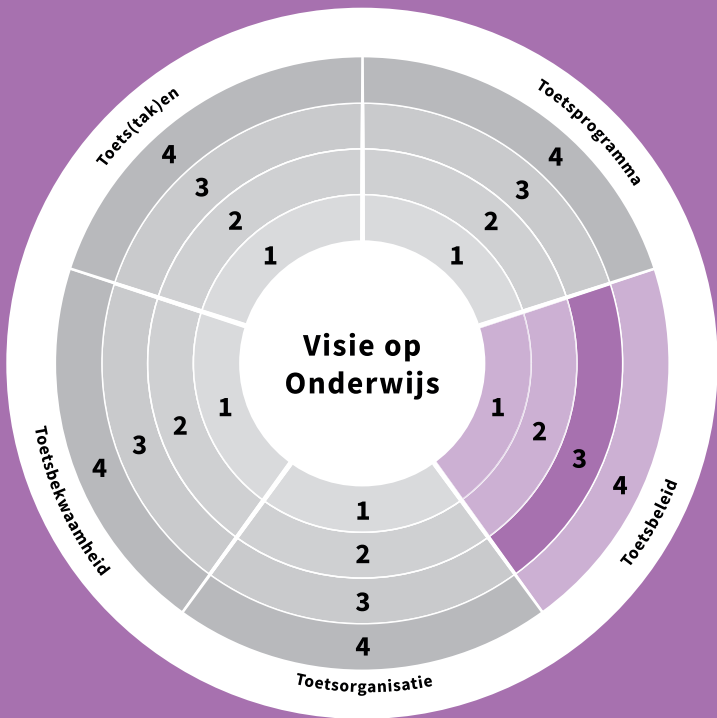 Toets(tak)en
4
3
2
1
Toetsprogramma
4
3
2
1
Visie op
Onderwijs
Toetsbekwaamheid
4
3
2
1
Toetsbeleid
1
2
3
4
1
2
3
4
Toetsorganisatie